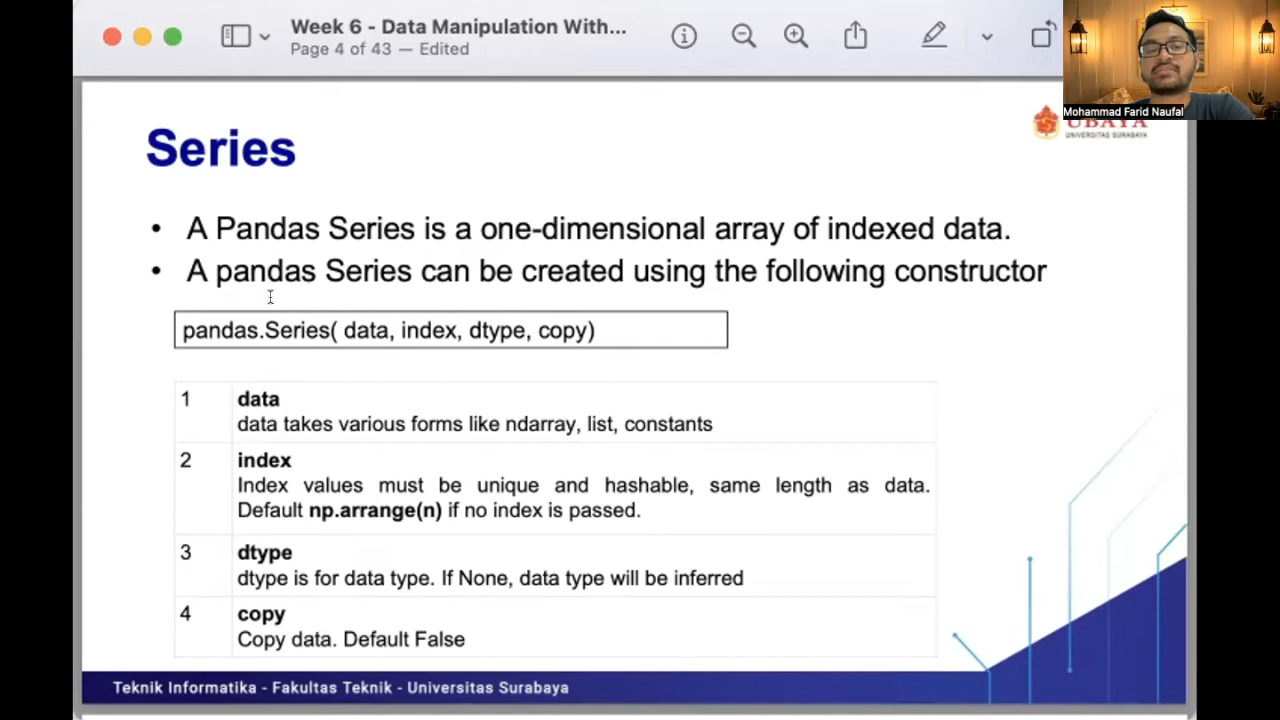 Week 6 - Data Manipulation With...
Page 4 of 43 — Edited
Mohammad Farid Naufal
UBAYA
UNIVERSITAS SURABAYA
Series
• A Pandas Series is a one-dimensional array of indexed data.
• A pandas Series can be created using the following constructor
pandas.Series( data, index, dtype, copy)
1 data
data takes various forms like ndarray, list, constants
2 index
Index values must be unique and hashable, same length as data.
Default np.arrange(n) if no index is passed.
3 dtype
dtype is for data type. If None, data type will be inferred
4 copy
Copy data. Default False
Teknik Informatika - Fakultas Teknik - Universitas Surabaya